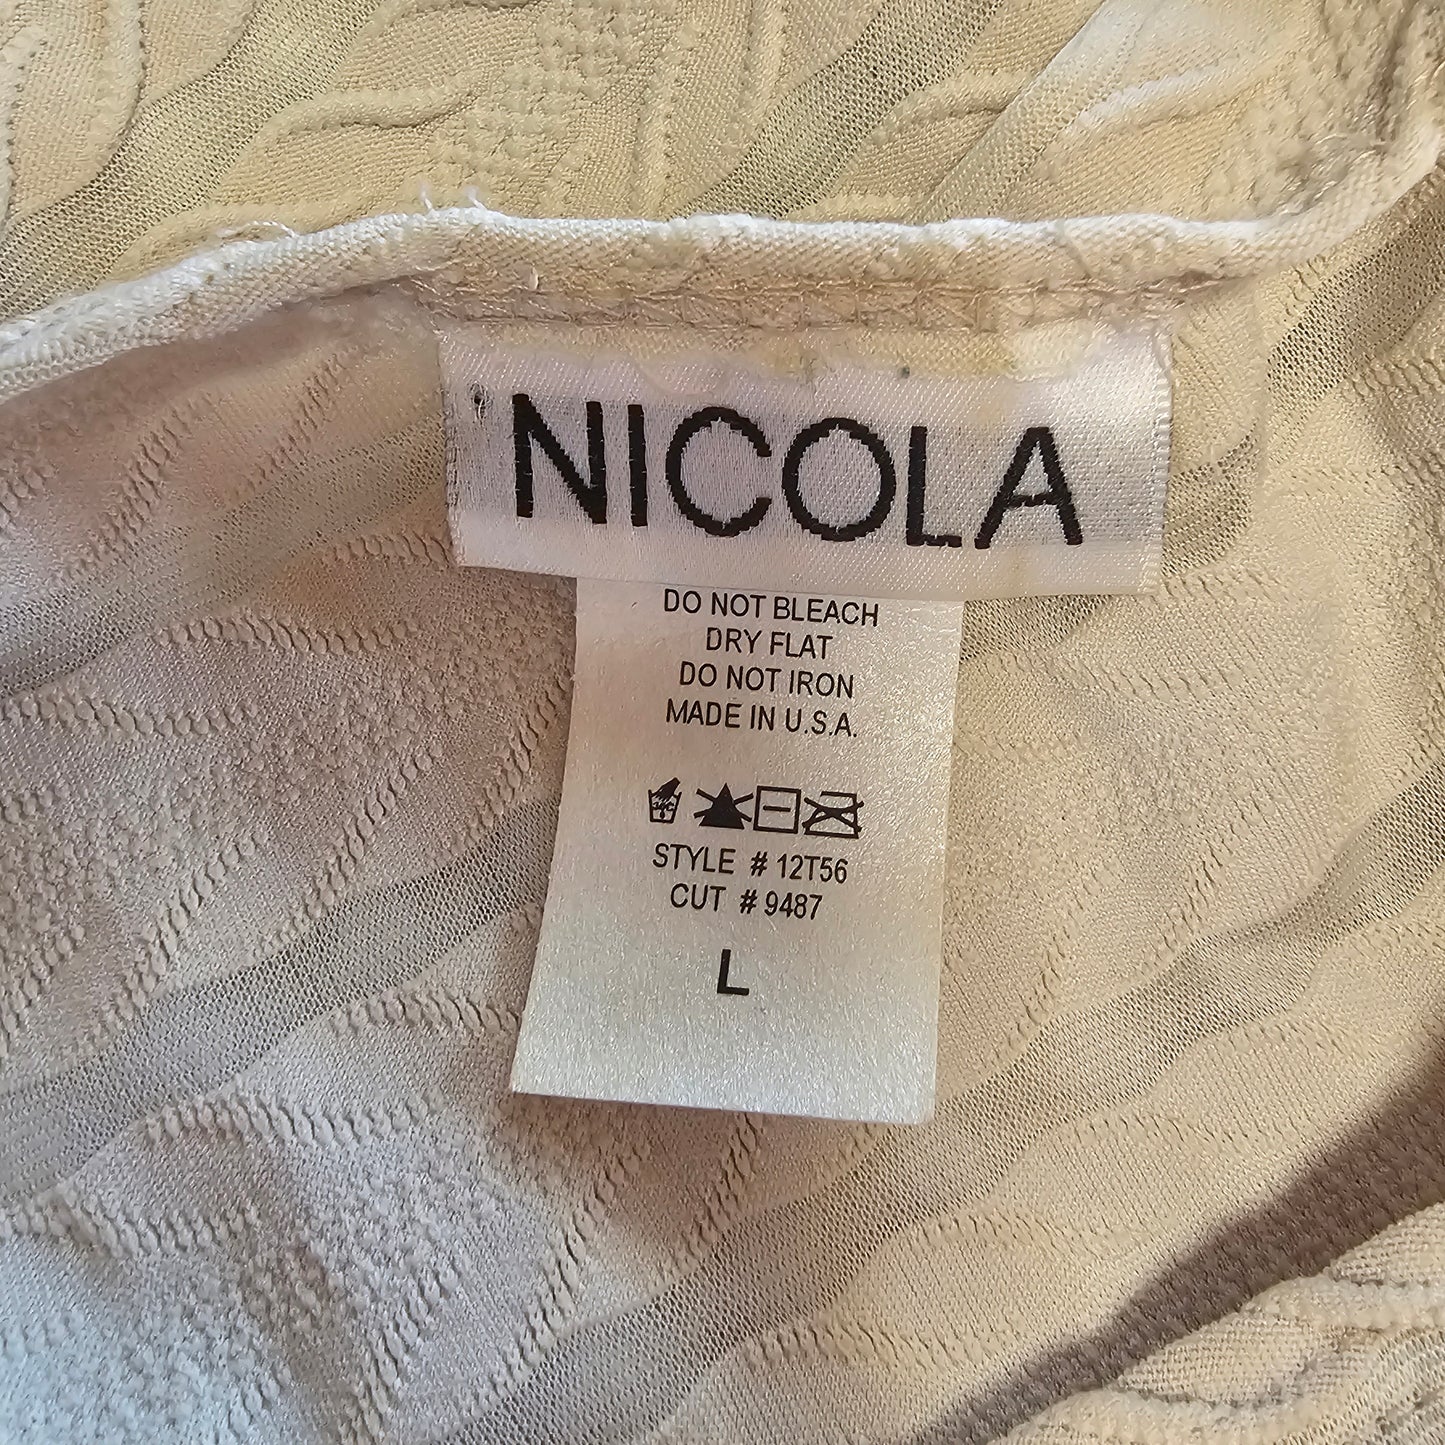 NICOLA
DO NOT BLEACH
DRY FLAT
DO NOT IRON
MADE IN U.S.A.
STYLE # 12T56
CUT # 9487
L